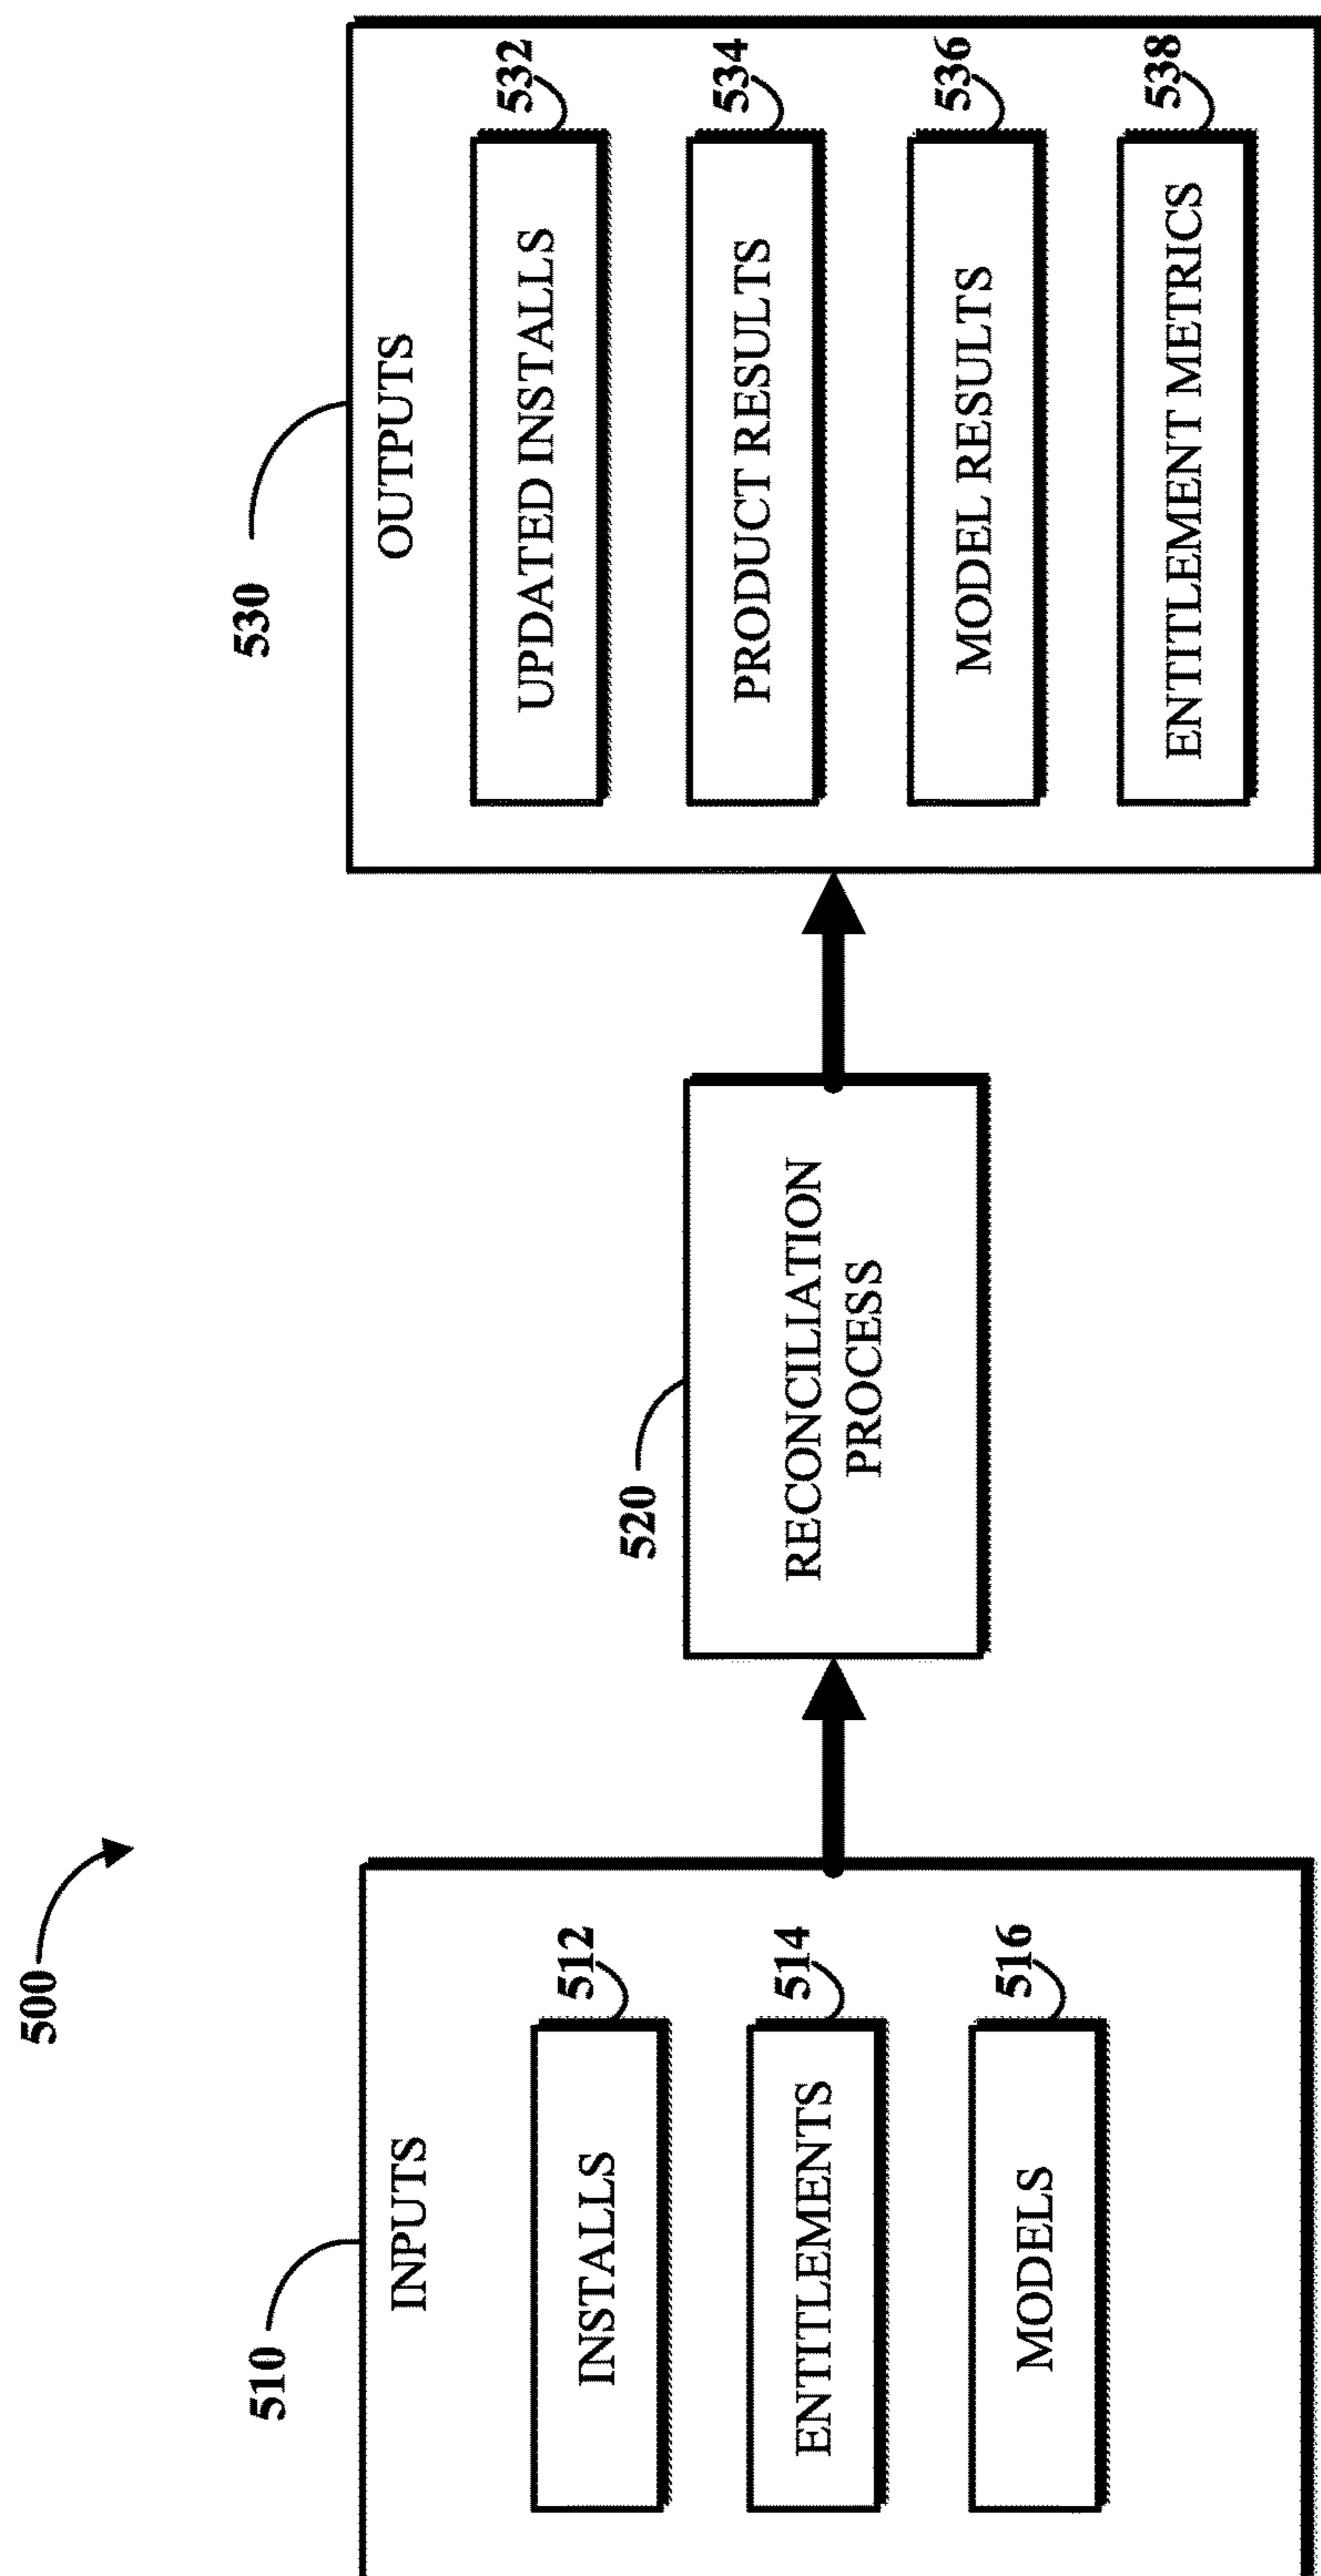 500
510
INPUTS
INSTALLS
512
ENTITLEMENTS
514
MODELS
516
520
RECONCILIATION
PROCESS
530
OUTPUTS
UPDATED INSTALLS
532
PRODUCT RESULTS
534
MODEL RESULTS
536
ENTITLEMENT METRICS
538